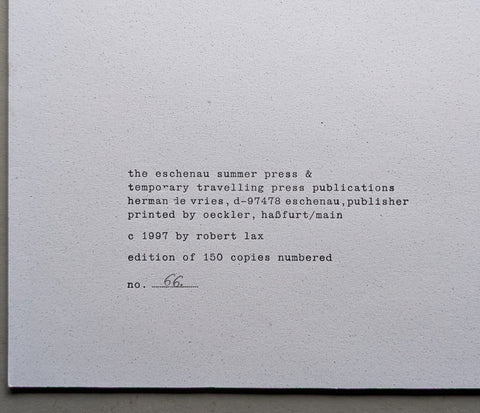 the eschenau summer press &
temporary travelling press publications
herman de vries, d-97478 eschenau,publisher
printed by oeckler, haßfurt/main
c 1997 by robert lax
edition of 150 copies numbered
no. 66.